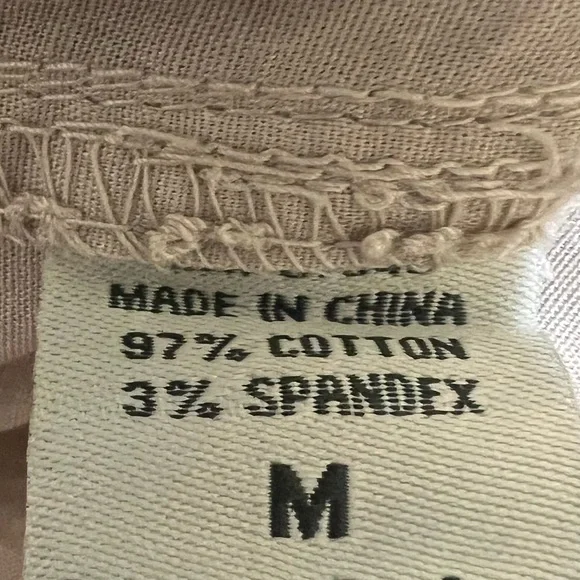 MADE IN CHINA
97% COTTON
3% SPANDEX
M